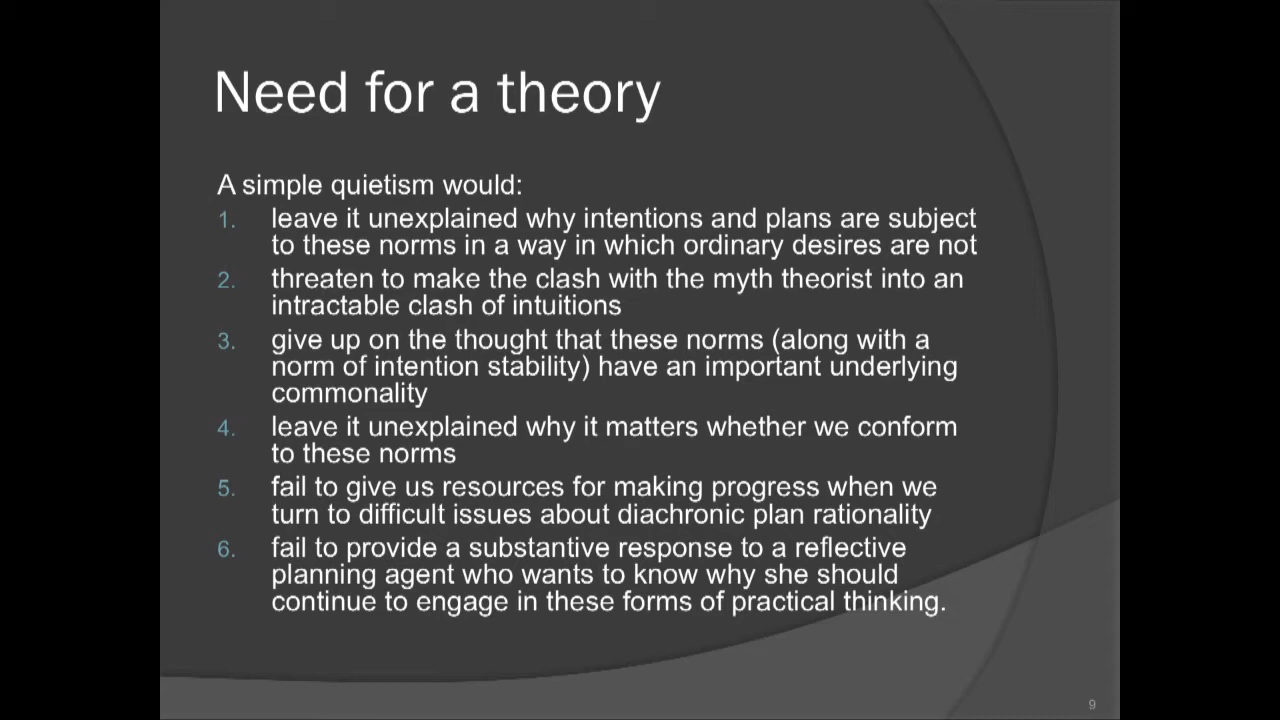 Need for a theory
A simple quietism would:
1. leave it unexplained why intentions and plans are subject
to these norms in a way in which ordinary desires are not
2. threaten to make the clash with the myth theorist into an
intractable clash of intuitions
3. give up on the thought that these norms (along with a
norm of intention stability) have an important underlying
commonality
4. leave it unexplained why it matters whether we conform
to these norms
5. fail to give us resources for making progress when we
turn to difficult issues about diachronic plan rationality
6. fail to provide a substantive response to a reflective
planning agent who wants to know why she should
continue to engage in these forms of practical thinking.
9